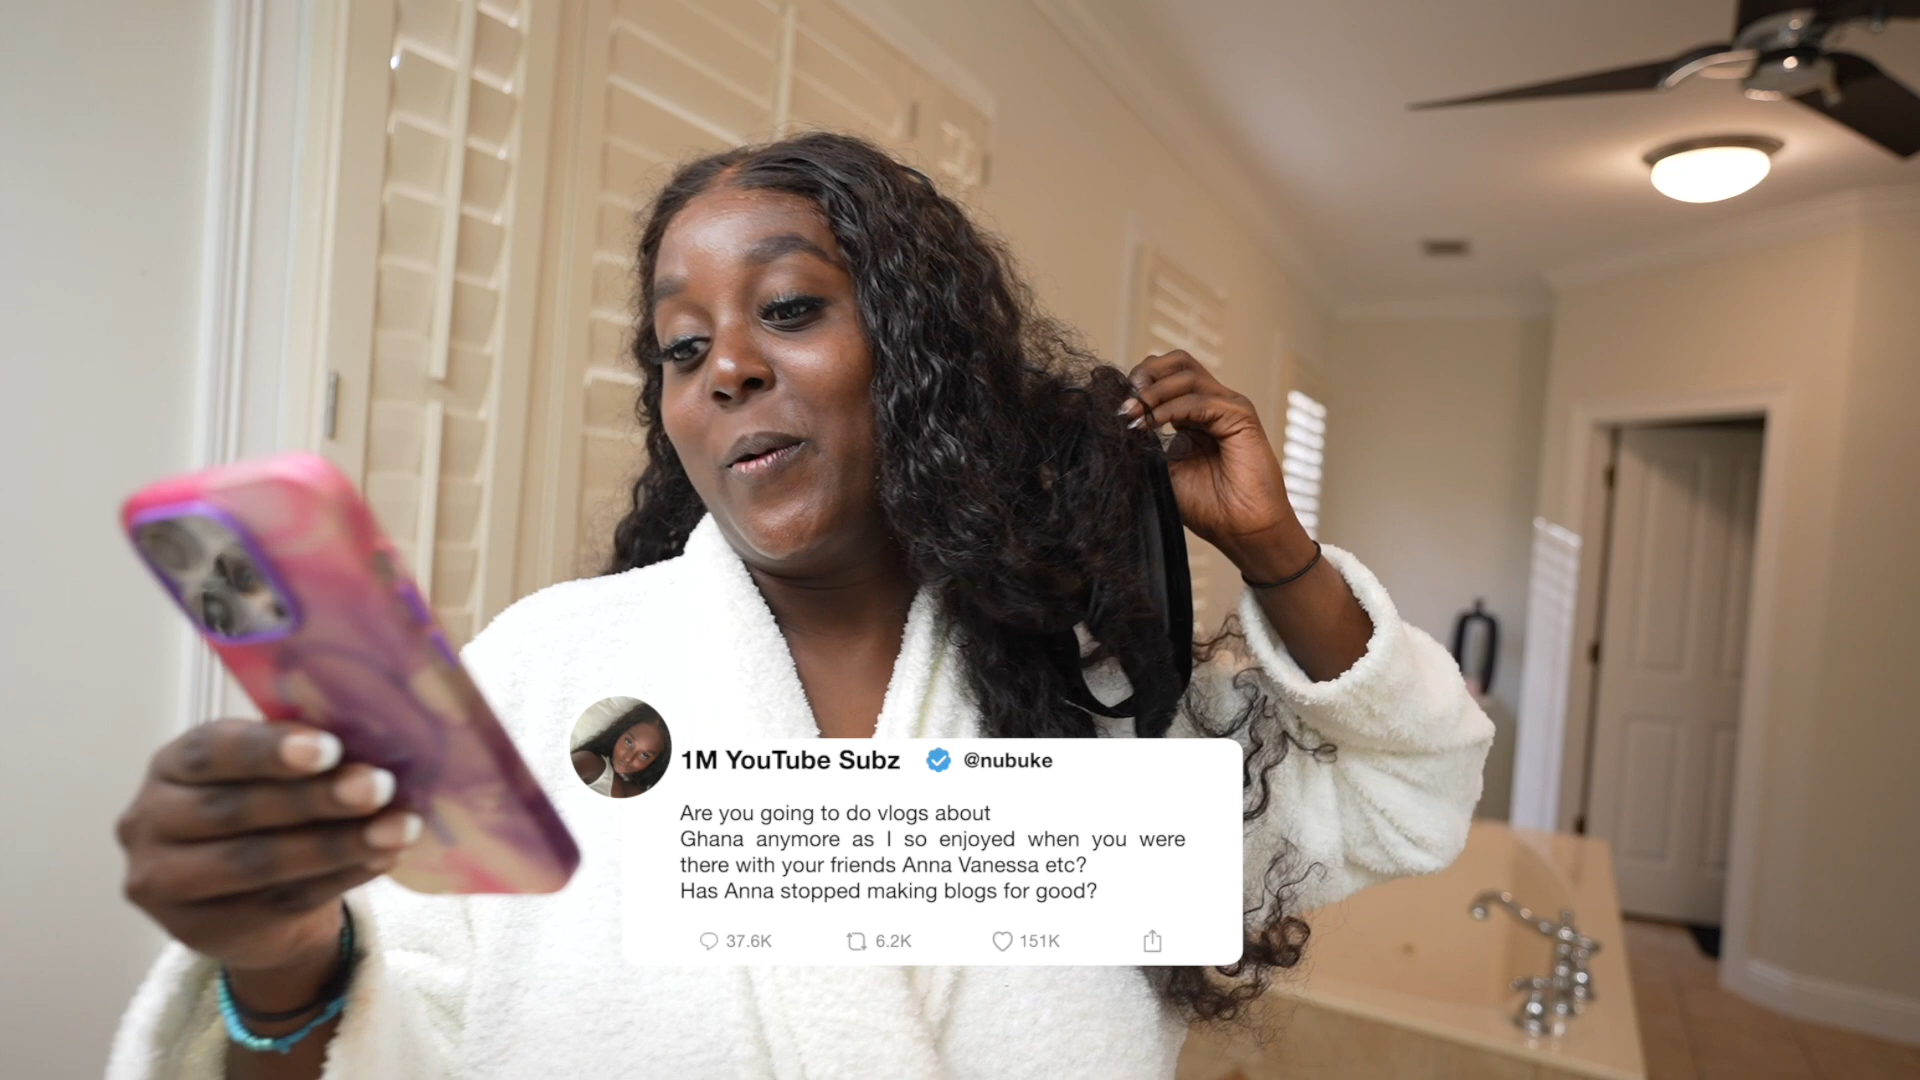 1M YouTube Subz @nubuke
Are you going to do vlogs about
Ghana anymore as I so enjoyed when you were
there with your friends Anna Vanessa etc?
Has Anna stopped making blogs for good?
37.6K 6.2K 151K